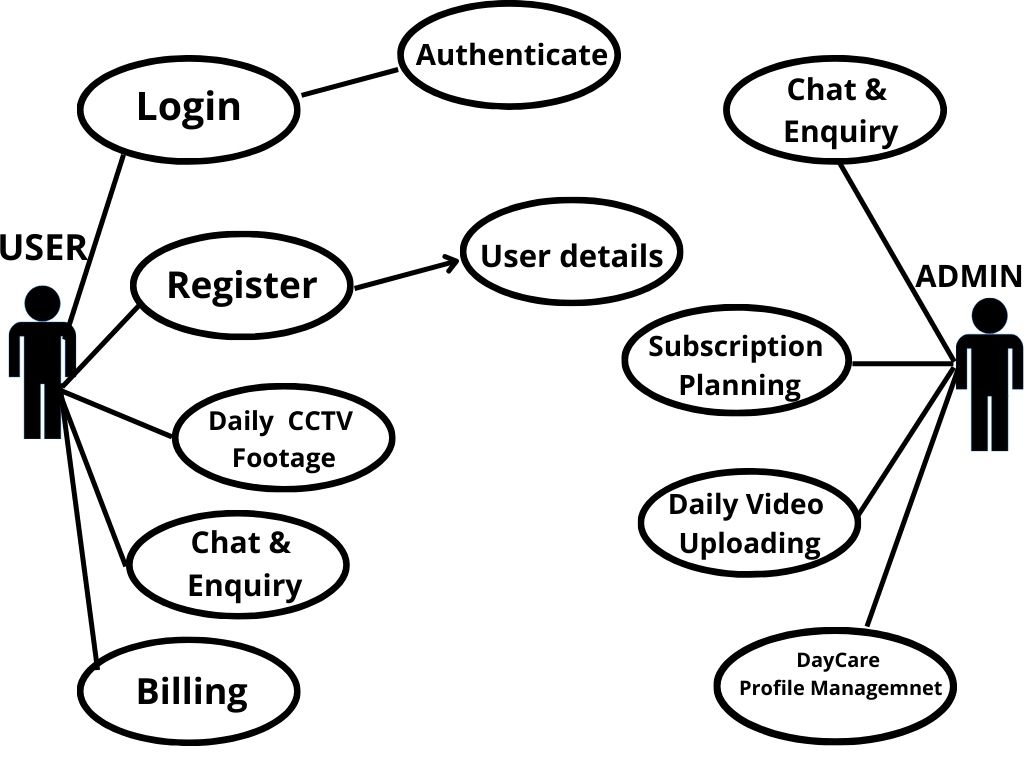 Authenticate
Login
Chat &
Enquiry
USER
Register
User details
ADMIN
Subscription
Planning
Daily  CCTV
Footage
Daily Video
Uploading
Chat &
Enquiry
Billing
DayCare
Profile Managemnet